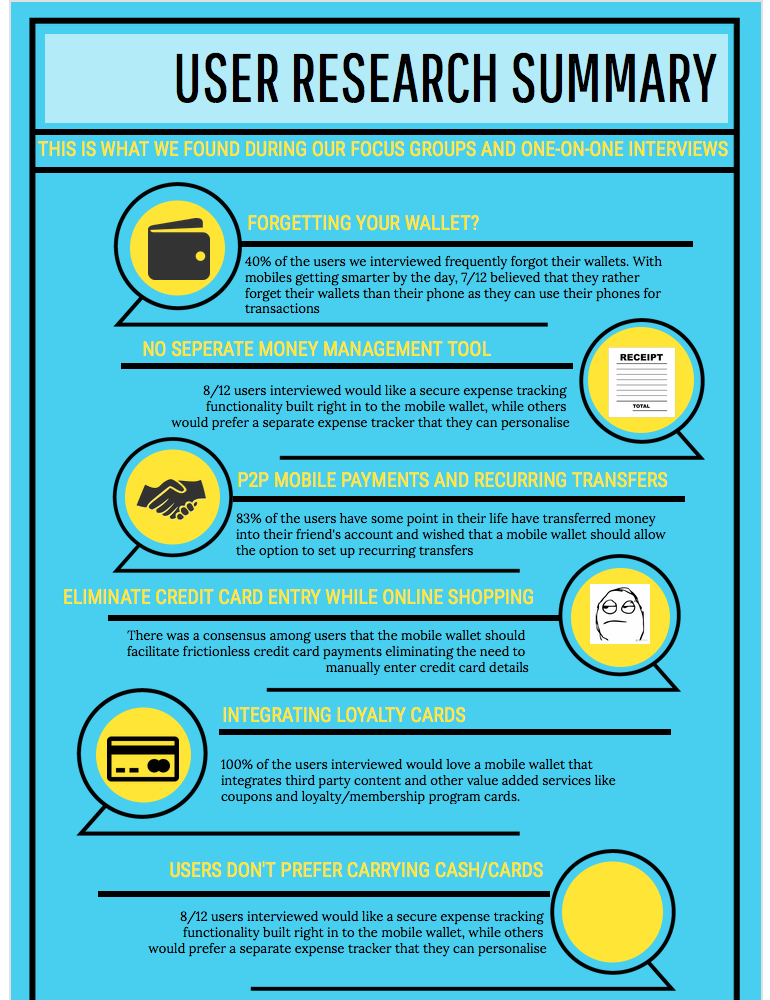 USER RESEARCH SUMMARY
THIS IS WHAT WE FOUND DURING OUR FOCUS GROUPS AND ONE-ON-ONE INTERVIEWS
FORGETTING YOUR WALLET?
40% of the users we interviewed frequently forgot their wallets. With
mobiles getting smarter by the day, 7/12 believed that they rather
forget their wallets than their phone as they can use their phones for
transactions
NO SEPERATE MONEY MANAGEMENT TOOL
8/12 users interviewed would like a secure expense tracking
functionality built right in to the mobile wallet, while others
would prefer a separate expense tracker that they can personalise
RECEIPT
TOTAL
P2P MOBILE PAYMENTS AND RECURRING TRANSFERS
83% of the users have some point in their life have transferred money
into their friend's account and wished that a mobile wallet should allow
the option to set up recurring transfers
ELIMINATE CREDIT CARD ENTRY WHILE ONLINE SHOPPING
There was a consensus among users that the mobile wallet should
facilitate frictionless credit card payments eliminating the need to
manually enter credit card details
INTEGRATING LOYALTY CARDS
100% of the users interviewed would love a mobile wallet that
integrates third party content and other value added services like
coupons and loyalty/membership program cards.
USERS DON'T PREFER CARRYING CASH/CARDS
8/12 users interviewed would like a secure expense tracking
functionality built right in to the mobile wallet, while others
would prefer a separate expense tracker that they can personalise